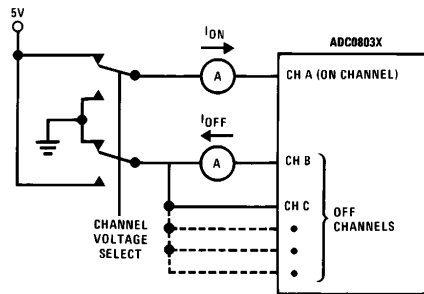 5V
ION
ADC0803X
A
CH A (ON CHANNEL)
IOFF
A
CH B
CH C
OFF
CHANNELS
CHANNEL
VOLTAGE
SELECT